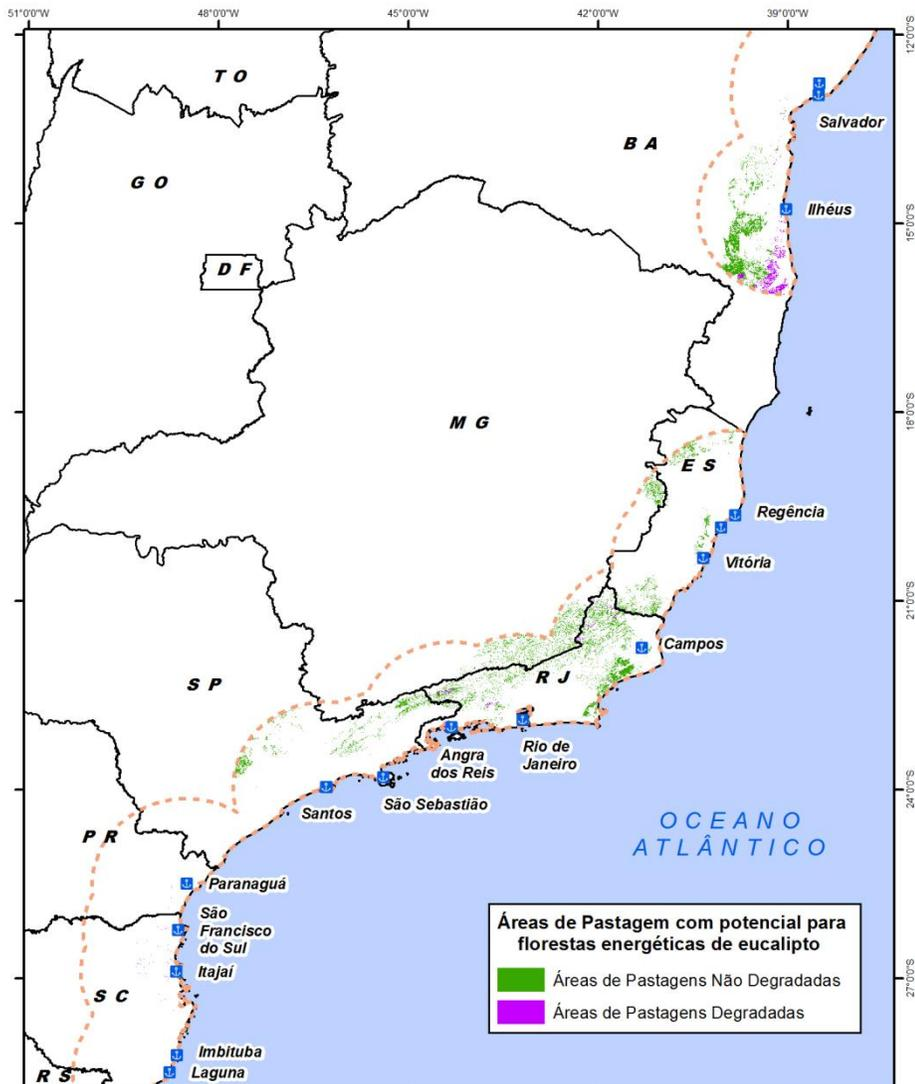 51°0'0"W
48°0'0"W
45°0'0"W
42°0'0"W
39°0'0"W
12°0'0"S
T O
Salvador
B A
G O
Ilhéus
15°0'0"S
D F
M G
18°0'0"S
E S
Regência
Vitória
21°0'0"S
Campos
S P
R J
Angra
dos Reis
Rio de
Janeiro
São Sebastião
Santos
24°0'0"S
OCEANO
ATLÂNTICO
P R
Paranaguá
São
Francisco
do Sul
Itajaí
27°0'0"S
S C
Imbituba
Laguna
R S
Áreas de Pastagem com potencial para
florestas energéticas de eucalipto
Áreas de Pastagens Não Degradadas
Áreas de Pastagens Degradadas